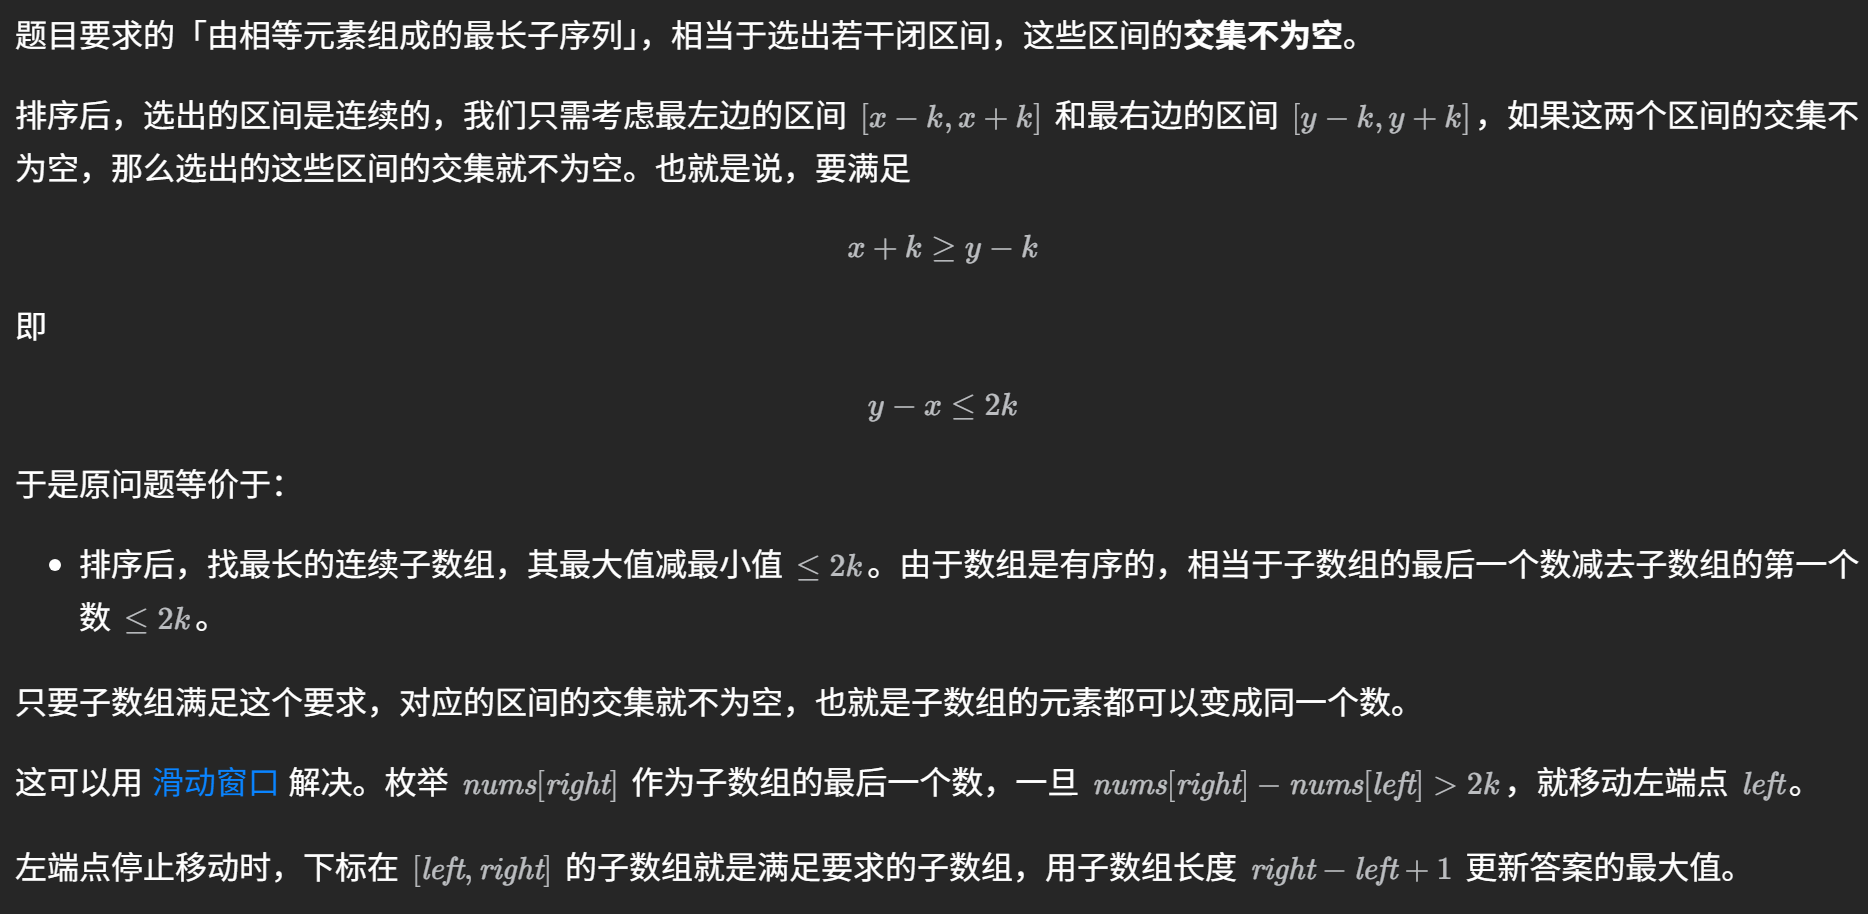 题目要求的「由相等元素组成的最长子序列」，相当于选出若干闭区间，这些区间的交集不为空。
排序后，选出的区间是连续的，我们只需考虑最左边的区间 [x − k, x + k] 和最右边的区间 [y − k, y + k]，如果这两个区间的交集不
为空，那么选出的这些区间的交集就不为空。也就是说，要满足
x + k ≥ y − k
即
y − x ≤ 2k
于是原问题等价于：
• 排序后，找最长的连续子数组，其最大值减最小值 ≤ 2k。由于数组是有序的，相当于子数组的最后一个数减去子数组的第一个
数 ≤ 2k。
只要子数组满足这个要求，对应的区间的交集就不为空，也就是子数组的元素都可以变成同一个数。
这可以用 滑动窗口 解决。枚举 nums[right] 作为子数组的最后一个数，一旦 nums[right] − nums[left] > 2k，就移动左端点 left。
左端点停止移动时，下标在 [left, right] 的子数组就是满足要求的子数组，用子数组长度 right − left + 1 更新答案的最大值。